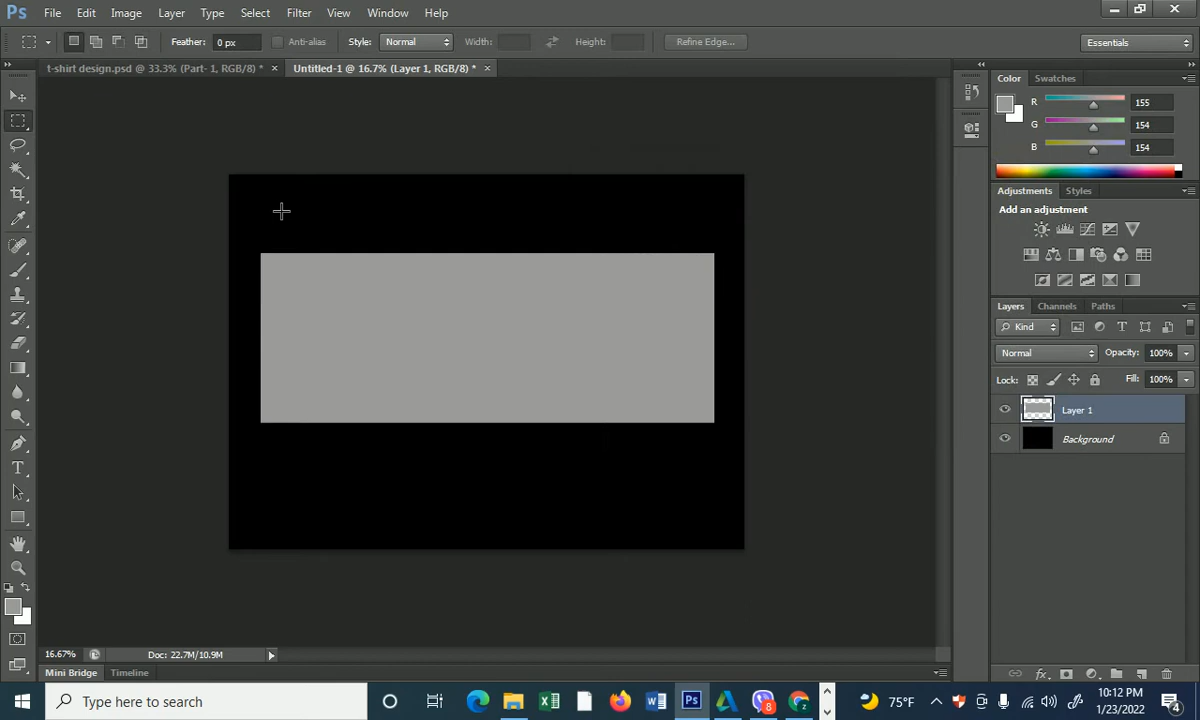 Ps File Edit Image Layer Type Select Filter View Window Help
Feather: 0 px Anti-alias Style: Normal Width: Height: Refine Edge... Essentials
t-shirt design.psd @ 33.3% (Part- 1, RGB/8) * × Untitled-1 @ 16.7% (Layer 1, RGB/8) * ×
Color Swatches
R 155
G 154
B 154
Adjustments Styles
Add an adjustment
Layers Channels Paths
Kind
Normal Opacity: 100%
Lock: Fill: 100%
Layer 1
Background
16.67% Doc: 22.7M/10.9M
Mini Bridge Timeline
Type here to search
75°F
10:12 PM
1/23/2022
8
4